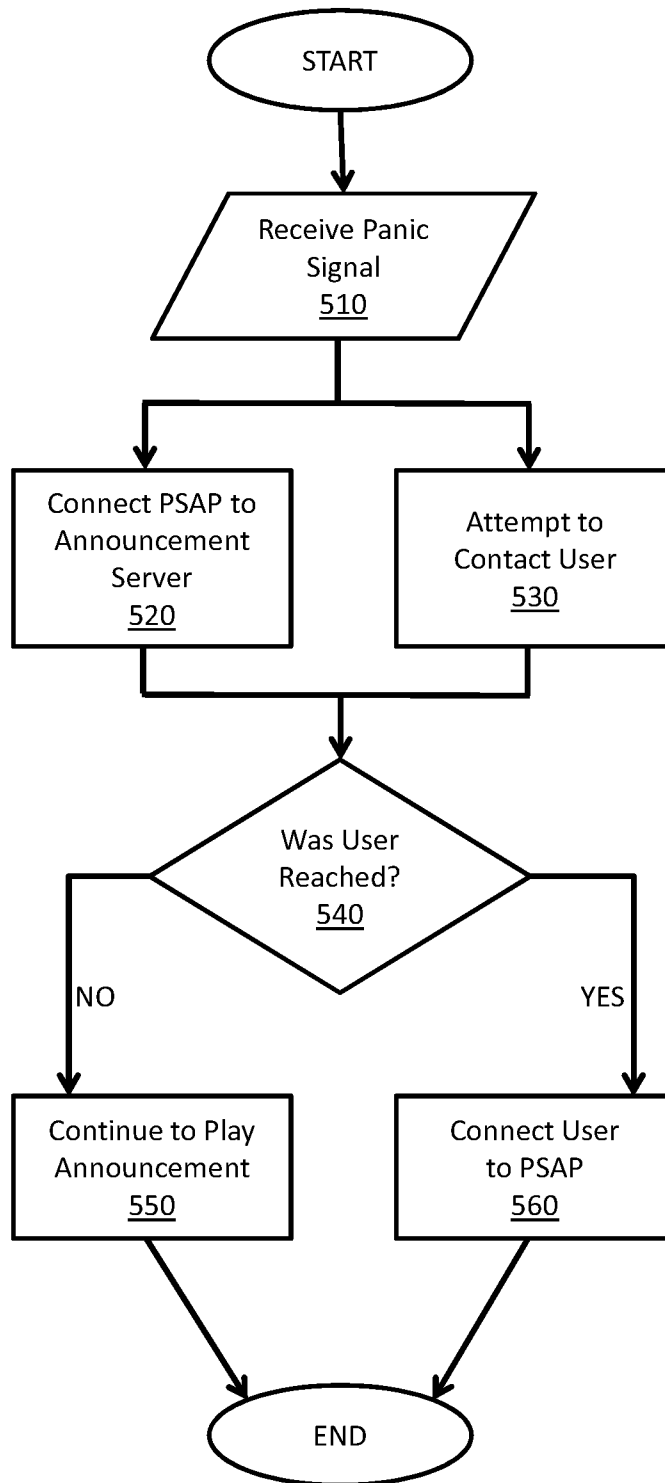 START
Receive Panic
Signal
510
Connect PSAP to
Announcement
Server
520
Attempt to
Contact User
530
Was User
Reached?
540
NO
YES
Continue to Play
Announcement
550
Connect User
to PSAP
560
END